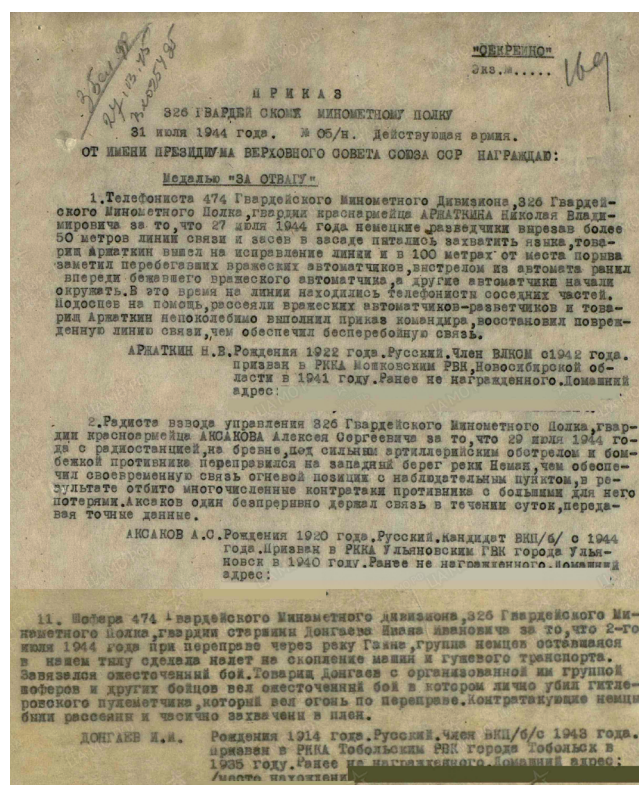 "СЕКРЕТНО"
Экз.№.....
27.03.45
П Р И К А З
326 ГВАРДЕЙСКОМУ МИНОМЕТНОМУ ПОЛКУ
31 июля 1944 года. № 05/н. Действующая армия.
ОТ ИМЕНИ ПРЕЗИДИУМА ВЕРХОВНОГО СОВЕТА СОЮЗА ССР НАГРАЖДАЮ:
Медалью "ЗА ОТВАГУ"
1.Телефониста 474 Гвардейского Минометного Дивизиона,326 Гвардей-
ского Минометного Полка,гвардии красноармейца АРЖАТКИНА Николая Влади-
мировича за то,что 27 июля 1944 года немецкие разведчики вырезав более
50 метров линии связи и засев в засаде пытались захватить языка,това-
рищ Аржаткин вышел на исправление линии и в 100 метрах от места порыва
заметил перебегавших вражеских автоматчиков,выстрелом из автомата ранил
впереди бежавшего вражеского автоматчика,а другие автоматчики начали
окружать.В это время на линии находились телефонисты соседних частей.
Подоспев на помощь,рассеяли вражеских автоматчиков-разветчиков и това-
рищ Аржаткин непоколебимо выполнил приказ командира,восстановил повреж-
денную линию связи,чем обеспечил бесперебойную связь.
АРЖАТКИН Н.В.Рождения 1922 года.Русский.Член ВЛКСМ с1942 года.
призван в РККА Мошковским РВК,Новосибирской об-
ласти в 1941 году.Ранее не награжденного.Домашний
адрес:
2.Радиста взвода управления 326 Гвардейского Минометного Полка,гвар-
дии красноармейца АКСАКОВА Алексея Сергеевича за то,что 29 июля 1944 го-
да с радиостанцией,на бревне,под сильным артиллерийским обстрелом и бом-
бежкой противника переправился на западный берег реки Неман,чем обеспе-
чил своевременную связь огневой позиции с наблюдательным пунктом,в ре-
зультате отбито многочисленные контратаки противника с большими для него
потерями.Аксаков один безпрерывно держал связь в течении суток,переда-
вая точные данные.
АКСАКОВ А.С.Рождения 1920 года.Русский.Кандидат ВКП/б/ с 1944
года.Призван в РККА Ульяновским ГВК города Улья-
новск в 1940 году.Ранее не награжденного.Домашний
адрес:
11. Шофера 474 Гвардейского Минаметного дивизиона,326 Гвардейского Ми-
наметного Полка,гвардии старшин Донгаева Ивана Ивановича за то,что 2-го
июля 1944 года при переправе через реку группа немцев оставшаяся
в нашем тылу сделала налет на скопление машин и гужевого транспорта.
Завязался ожесточенный бой.Товарищ Донгаев с организованной им группой
шоферов и других бойцов вел ожесточенный бой в котором лично убил гитле-
ровского пулеметчика,который вел огонь по переправе.Контратакующие немцы
были рассеяны и часично захвачены в плен.
ДОНГАЕВ И.И. Рождения 1914 года.Русский.Член ВКП/б/с 1943 года.
призван в РККА Тобольским РВК города Тобольск в
1935 году.Ранее не награжденного.Домашний адрес:
/место нахождени